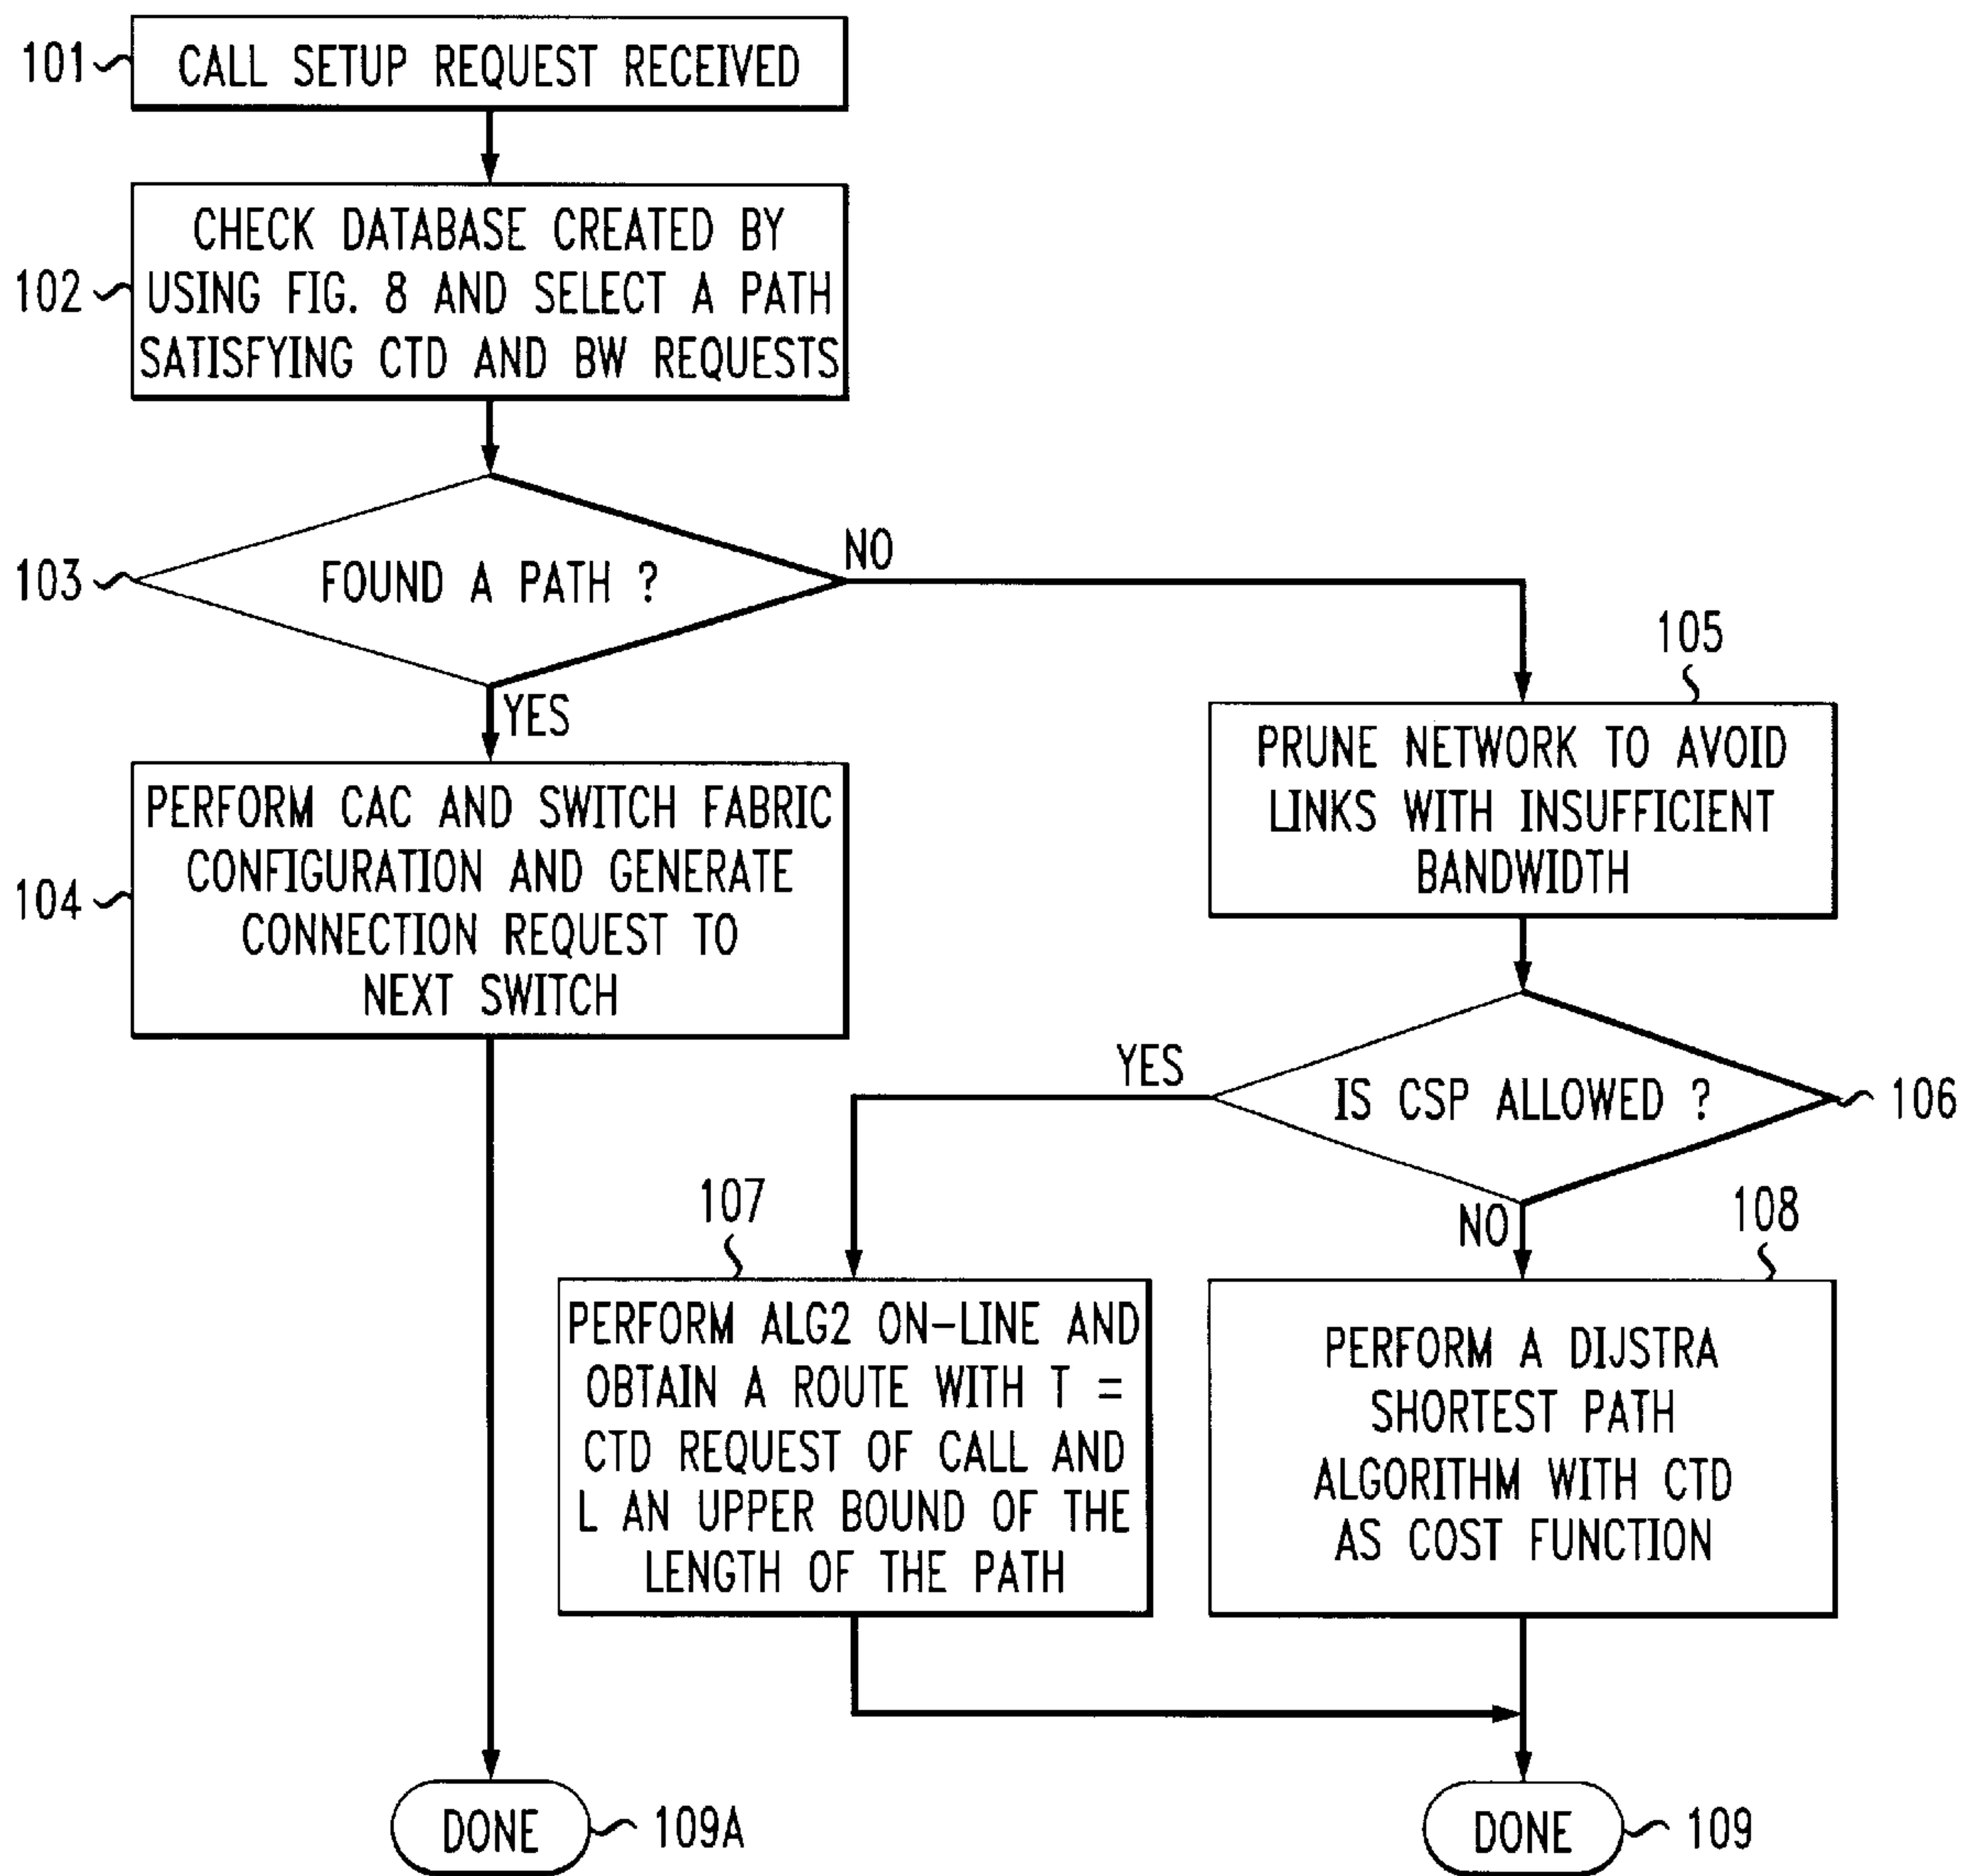 101
CALL SETUP REQUEST RECEIVED
102
CHECK DATABASE CREATED BY
USING FIG. 8 AND SELECT A PATH
SATISFYING CTD AND BW REQUESTS
103
FOUND A PATH ?
NO
YES
104
PERFORM CAC AND SWITCH FABRIC
CONFIGURATION AND GENERATE
CONNECTION REQUEST TO
NEXT SWITCH
105
PRUNE NETWORK TO AVOID
LINKS WITH INSUFFICIENT
BANDWIDTH
YES
IS CSP ALLOWED ?
106
NO
107
PERFORM ALG2 ON-LINE AND
OBTAIN A ROUTE WITH T =
CTD REQUEST OF CALL AND
L AN UPPER BOUND OF THE
LENGTH OF THE PATH
108
PERFORM A DIJSTRA
SHORTEST PATH
ALGORITHM WITH CTD
AS COST FUNCTION
DONE
109A
DONE
109